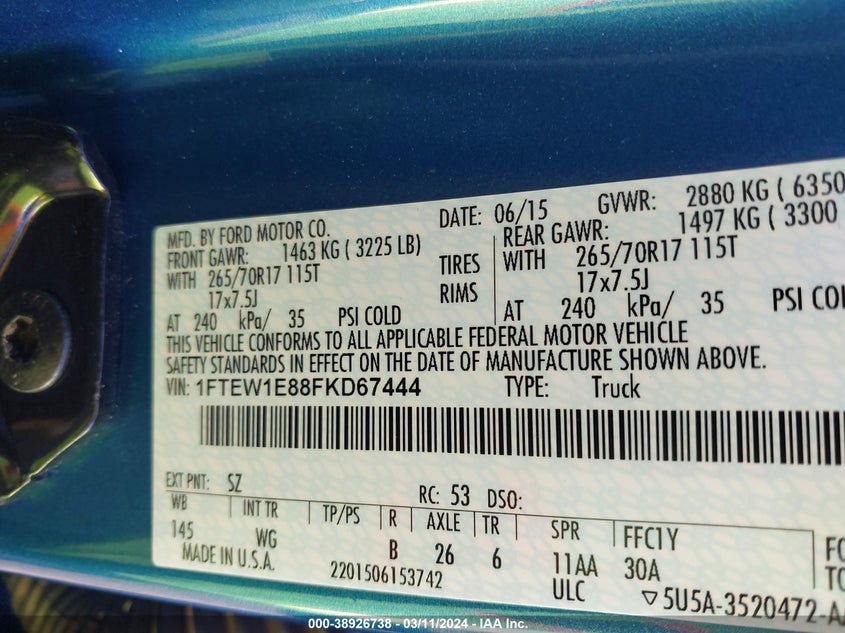 MFD. BY FORD MOTOR CO. DATE: 06/15 GVWR: 2880 KG ( 6350
FRONT GAWR: 1463 KG ( 3225 LB) REAR GAWR: 1497 KG ( 3300
WITH 265/70R17 115T TIRES WITH 265/70R17 115T
17x7.5J RIMS 17x7.5J
AT 240 kPa/ 35 PSI COLD AT 240 kPa/ 35 PSI COL
THIS VEHICLE CONFORMS TO ALL APPLICABLE FEDERAL MOTOR VEHICLE
SAFETY STANDARDS IN EFFECT ON THE DATE OF MANUFACTURE SHOWN ABOVE.
VIN: 1FTEW1E88FKD67444 TYPE: Truck
EXT PNT: SZ RC: 53 DSO:
WB INT TR TP/PS R AXLE TR SPR FFC1Y
145 WG B 26 6 11AA 30A
MADE IN U.S.A. 2201506153742 ULC ▽5U5A-3520472-A
000-38926738 - 03/11/2024 - IAA Inc.